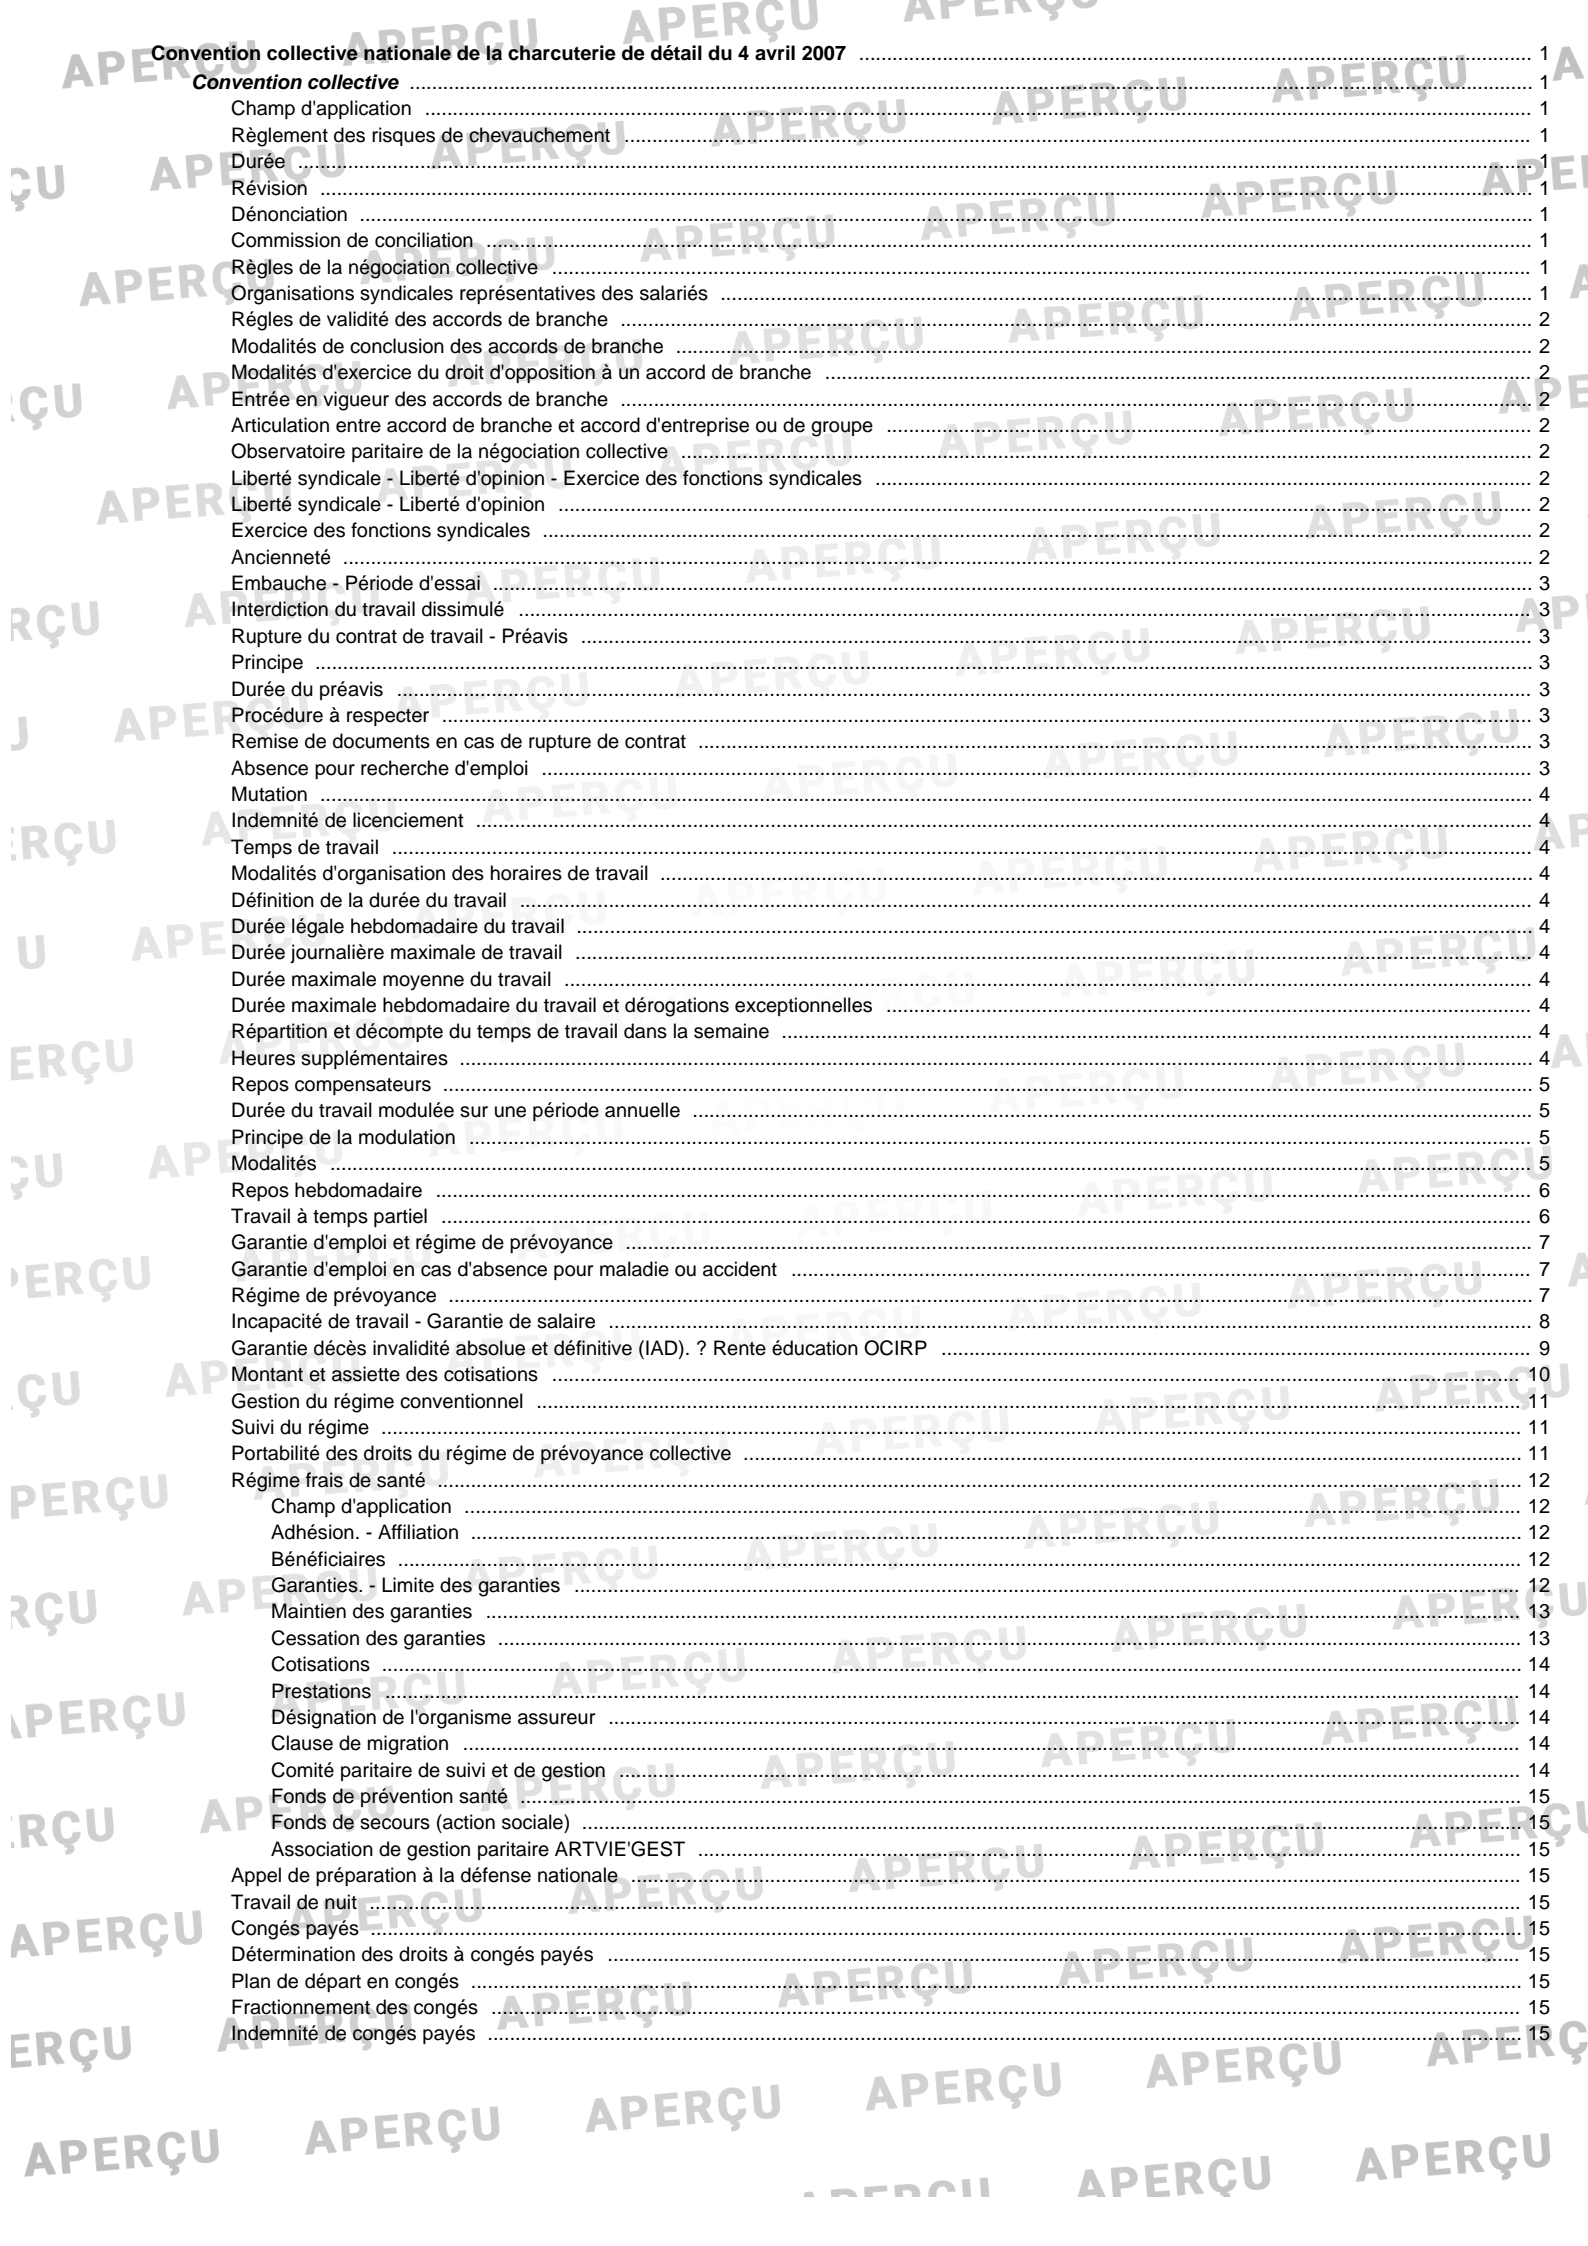 Convention collective nationale de la charcuterie de détail du 4 avril 2007 1
Convention collective 1
Champ d'application 1
Règlement des risques de chevauchement 1
Durée 1
Révision 1
Dénonciation 1
Commission de conciliation 1
Règles de la négociation collective 1
Organisations syndicales représentatives des salariés 1
Régles de validité des accords de branche 2
Modalités de conclusion des accords de branche 2
Modalités d'exercice du droit d'opposition à un accord de branche 2
Entrée en vigueur des accords de branche 2
Articulation entre accord de branche et accord d'entreprise ou de groupe 2
Observatoire paritaire de la négociation collective 2
Liberté syndicale - Liberté d'opinion - Exercice des fonctions syndicales 2
Liberté syndicale - Liberté d'opinion 2
Exercice des fonctions syndicales 2
Ancienneté 2
Embauche - Période d'essai 3
Interdiction du travail dissimulé 3
Rupture du contrat de travail - Préavis 3
Principe 3
Durée du préavis 3
Procédure à respecter 3
Remise de documents en cas de rupture de contrat 3
Absence pour recherche d'emploi 3
Mutation 4
Indemnité de licenciement 4
Temps de travail 4
Modalités d'organisation des horaires de travail 4
Définition de la durée du travail 4
Durée légale hebdomadaire du travail 4
Durée journalière maximale de travail 4
Durée maximale moyenne du travail 4
Durée maximale hebdomadaire du travail et dérogations exceptionnelles 4
Répartition et décompte du temps de travail dans la semaine 4
Heures supplémentaires 4
Repos compensateurs 5
Durée du travail modulée sur une période annuelle 5
Principe de la modulation 5
Modalités 5
Repos hebdomadaire 6
Travail à temps partiel 6
Garantie d'emploi et régime de prévoyance 7
Garantie d'emploi en cas d'absence pour maladie ou accident 7
Régime de prévoyance 7
Incapacité de travail - Garantie de salaire 8
Garantie décès invalidité absolue et définitive (IAD). ? Rente éducation OCIRP 9
Montant et assiette des cotisations 10
Gestion du régime conventionnel 11
Suivi du régime 11
Portabilité des droits du régime de prévoyance collective 11
Régime frais de santé 12
Champ d'application 12
Adhésion. - Affiliation 12
Bénéficiaires 12
Garanties. - Limite des garanties 12
Maintien des garanties 13
Cessation des garanties 13
Cotisations 14
Prestations 14
Désignation de l'organisme assureur 14
Clause de migration 14
Comité paritaire de suivi et de gestion 14
Fonds de prévention santé 15
Fonds de secours (action sociale) 15
Association de gestion paritaire ARTVIE'GEST 15
Appel de préparation à la défense nationale 15
Travail de nuit 15
Congés payés 15
Détermination des droits à congés payés 15
Plan de départ en congés 15
Fractionnement des congés 15
Indemnité de congés payés 15
APERÇU